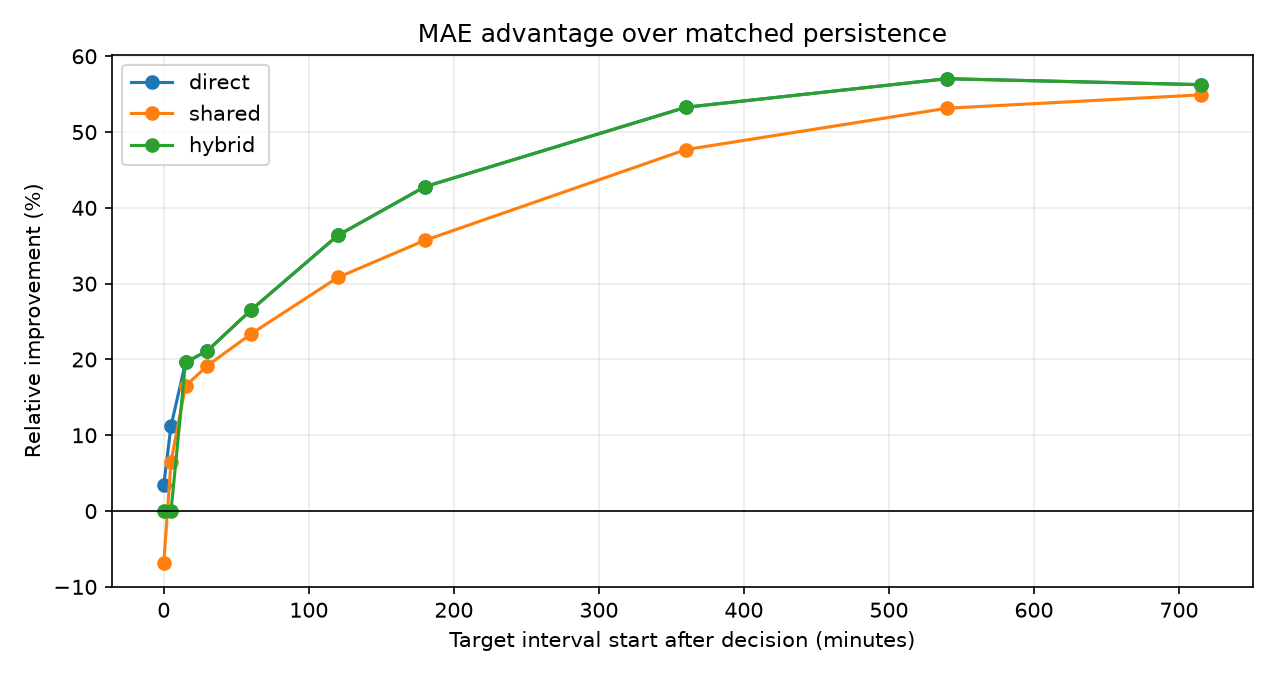 MAE advantage over matched persistence
60
50
40
30
20
10
0
−10
Relative improvement (%)
direct
shared
hybrid
0 100 200 300 400 500 600 700
Target interval start after decision (minutes)